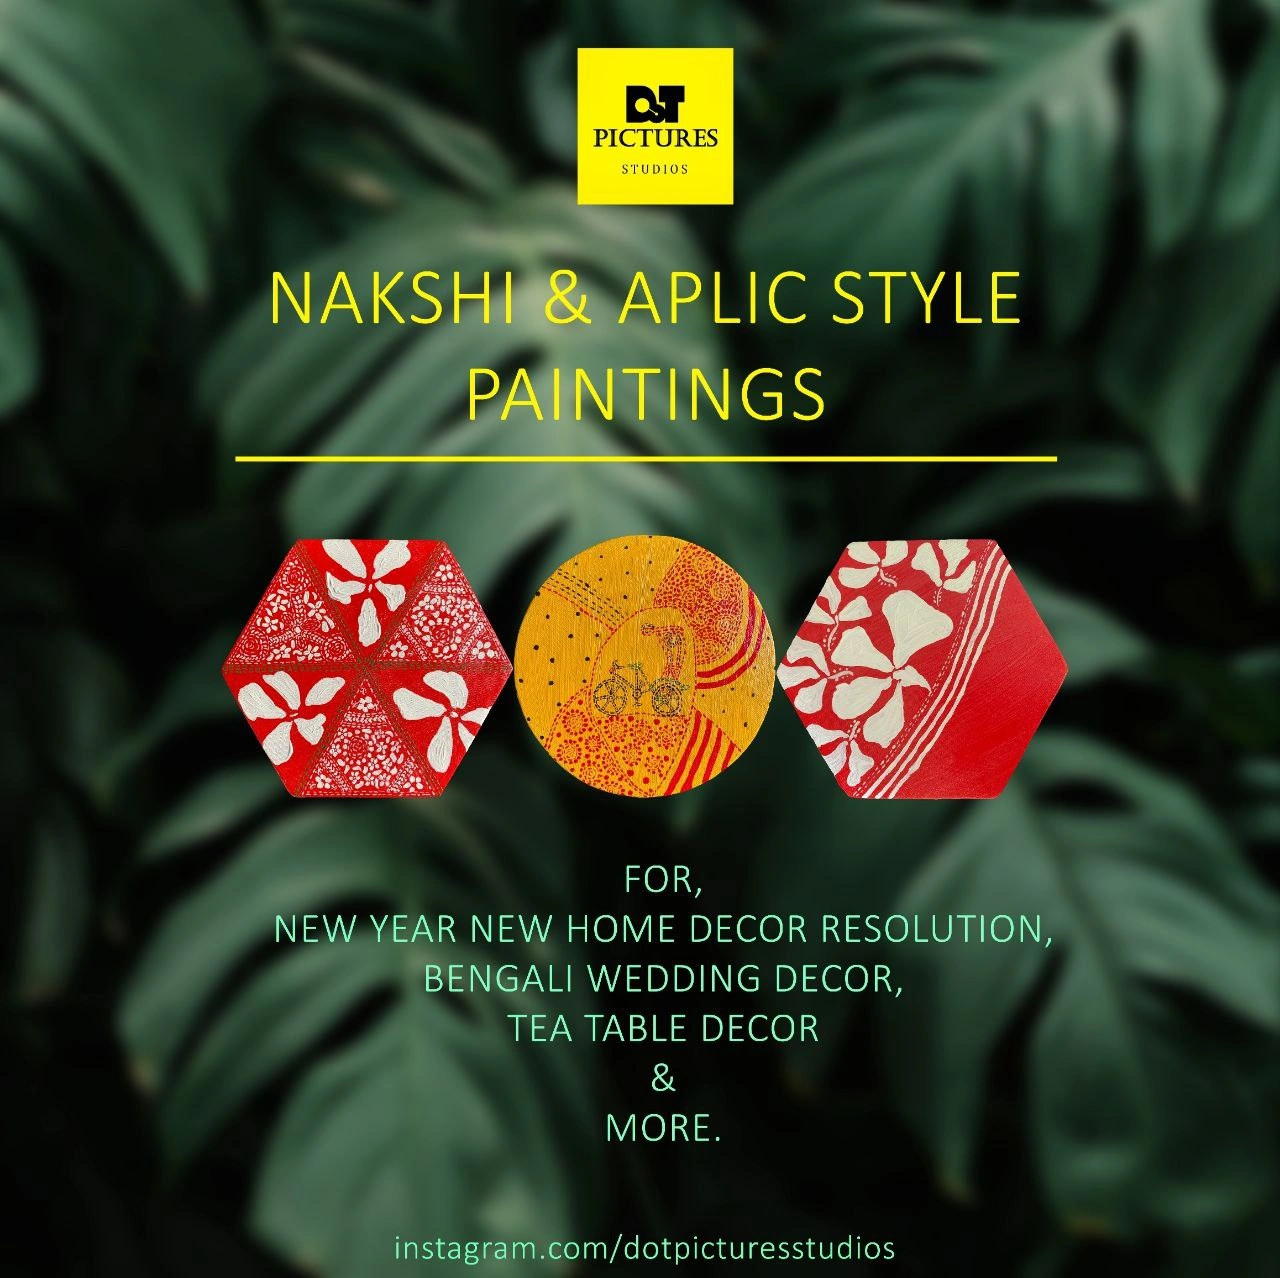 DOT
PICTURES
STUDIOS
NAKSHI & APLIC STYLE
PAINTINGS
FOR,
NEW YEAR NEW HOME DECOR RESOLUTION,
BENGALI WEDDING DECOR,
TEA TABLE DECOR
&
MORE.
instagram.com/dotpicturesstudios